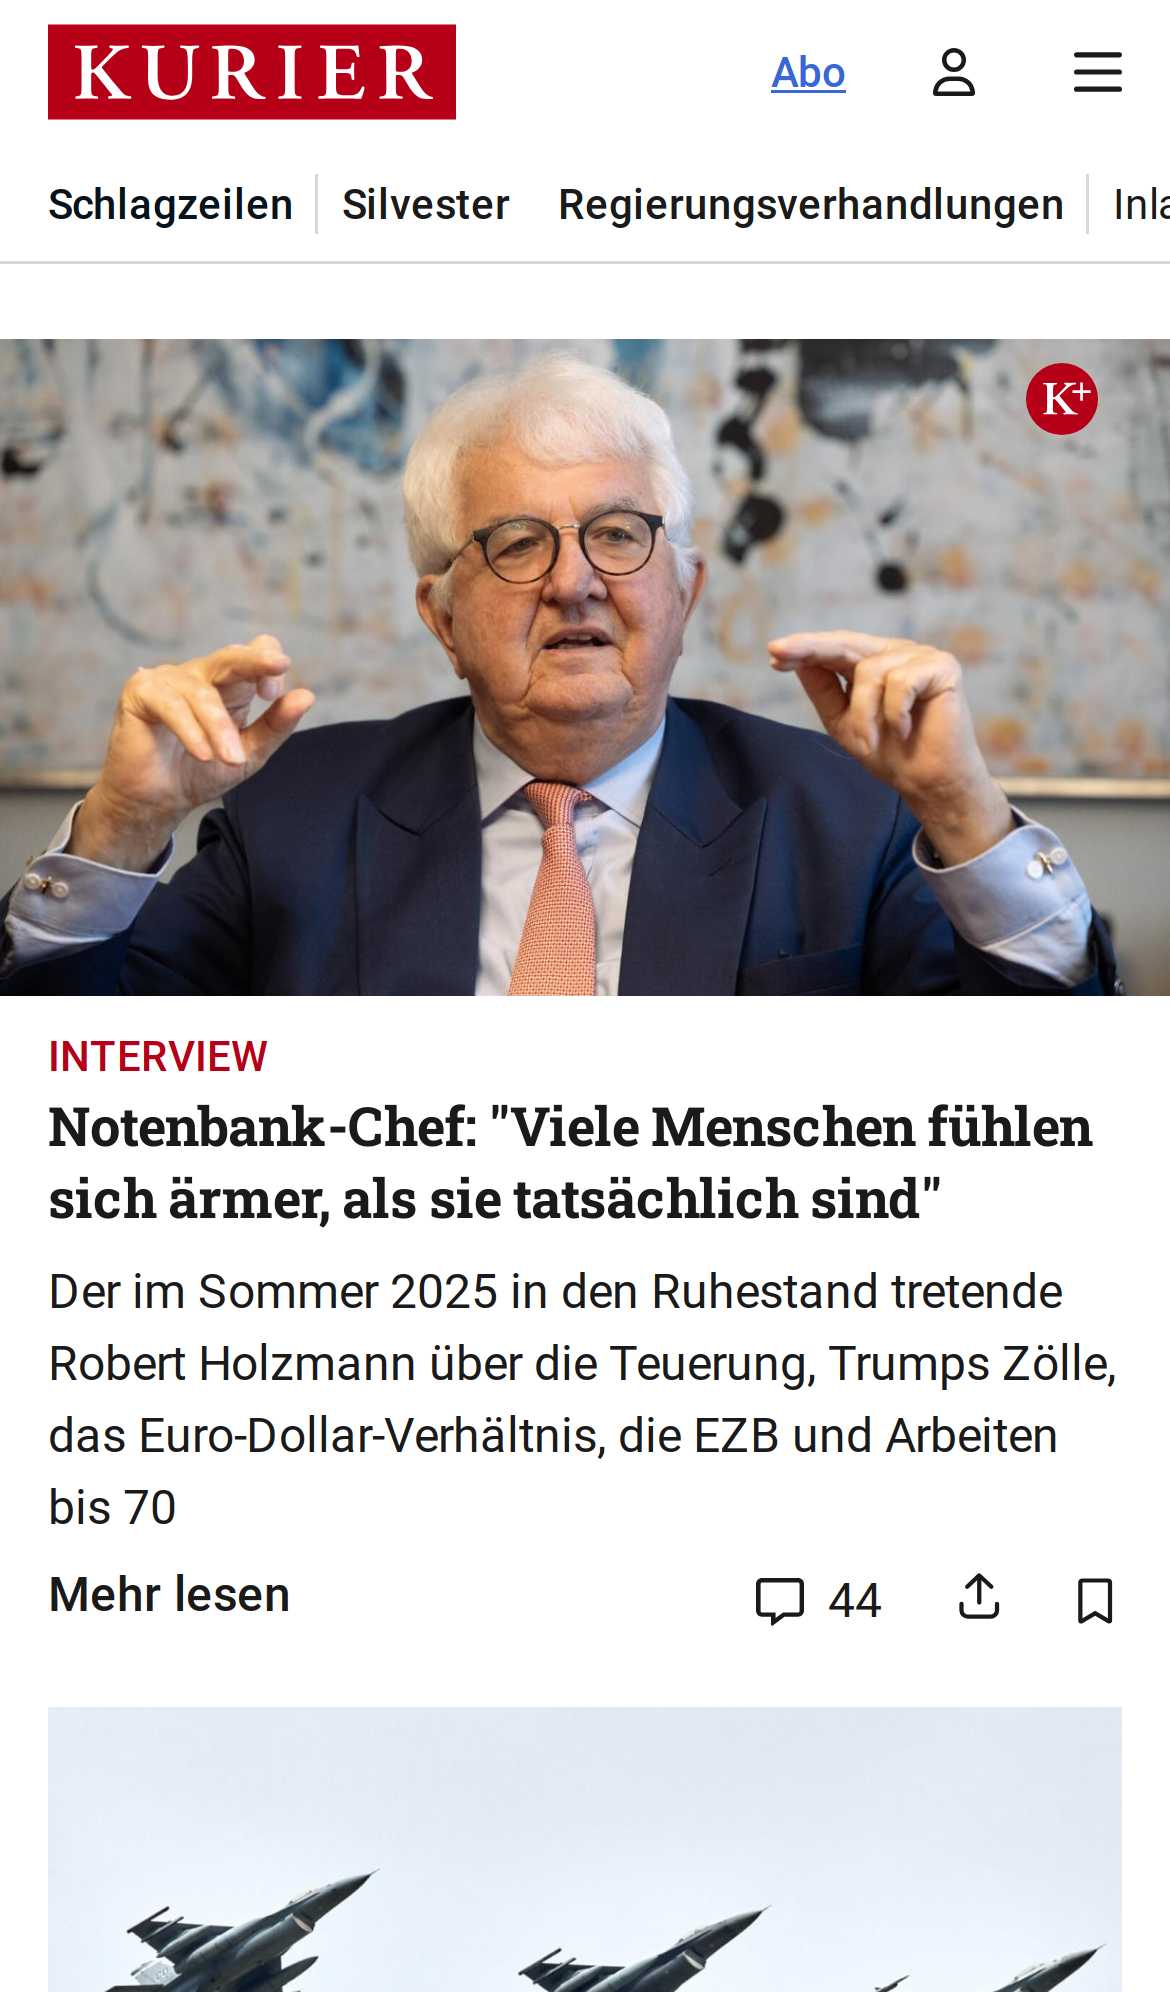 KURIER
Abo
Schlagzeilen
Silvester
Regierungsverhandlungen
Inla
K+
INTERVIEW
Notenbank-Chef: "Viele Menschen fühlen
sich ärmer, als sie tatsächlich sind"
Der im Sommer 2025 in den Ruhestand tretende
Robert Holzmann über die Teuerung, Trumps Zölle,
das Euro-Dollar-Verhältnis, die EZB und Arbeiten
bis 70
Mehr lesen
44